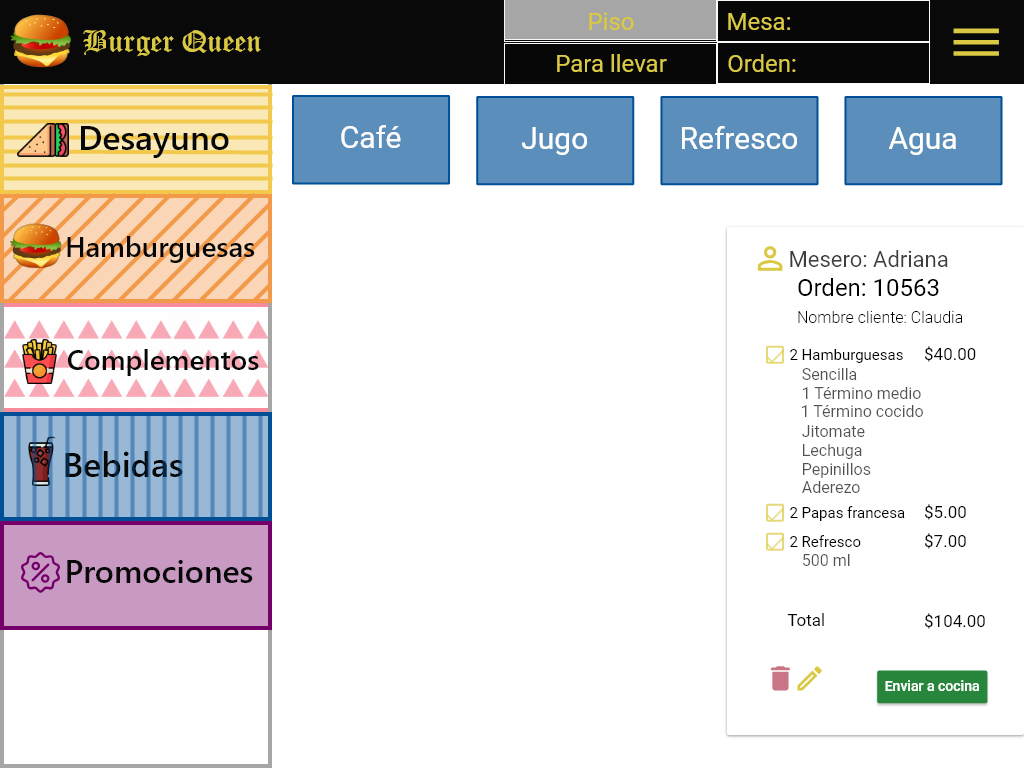 Burger Queen
Piso
Mesa:
Para llevar
Orden:
Desayuno
Hamburguesas
Complementos
Bebidas
Promociones
Café
Jugo
Refresco
Agua
Mesero: Adriana
Orden: 10563
Nombre cliente: Claudia
2 Hamburguesas $40.00
Sencilla
1 Término medio
1 Término cocido
Jitomate
Lechuga
Pepinillos
Aderezo
2 Papas francesa $5.00
2 Refresco $7.00
500 ml
Total $104.00
Enviar a cocina